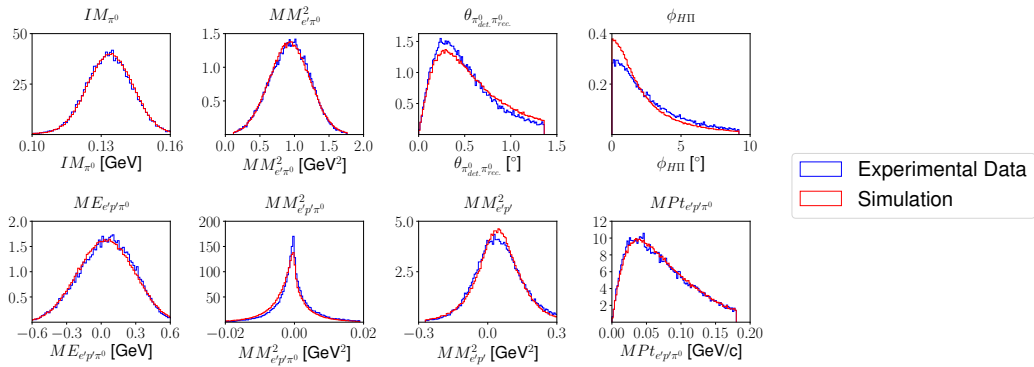 IM_{π^0} MM^2_{e'π^0} θ_{π^0_{det.}π^0_{rec.}} ϕ_{HΠ}
50 1.5 1.5 0.4
25 1.0 0.5 1.0 0.5 0.2
0.10 0.13 0.16 0.0 0.5 1.0 1.5 2.0 0.0 0.5 1.0 1.5 0 5 10
IM_{π^0} [GeV] MM^2_{e'π^0} [GeV²] θ_{π^0_{det.}π^0_{rec.}} [°] ϕ_{HΠ} [°]
Experimental Data
Simulation
ME_{e'p'π^0} MM^2_{e'p'π^0} MM^2_{e'p'} MPt_{e'p'π^0}
2.0 1.5 1.0 0.5 200 150 100 50 5.0 2.5 12 10 8 6 4 2
−0.6 −0.3 0.0 0.3 0.6 −0.02 0.00 0.02 −0.3 0.0 0.3 0.00 0.05 0.10 0.15 0.20
ME_{e'p'π^0} [GeV] MM^2_{e'p'π^0} [GeV²] MM^2_{e'p'} [GeV²] MPt_{e'p'π^0} [GeV/c]